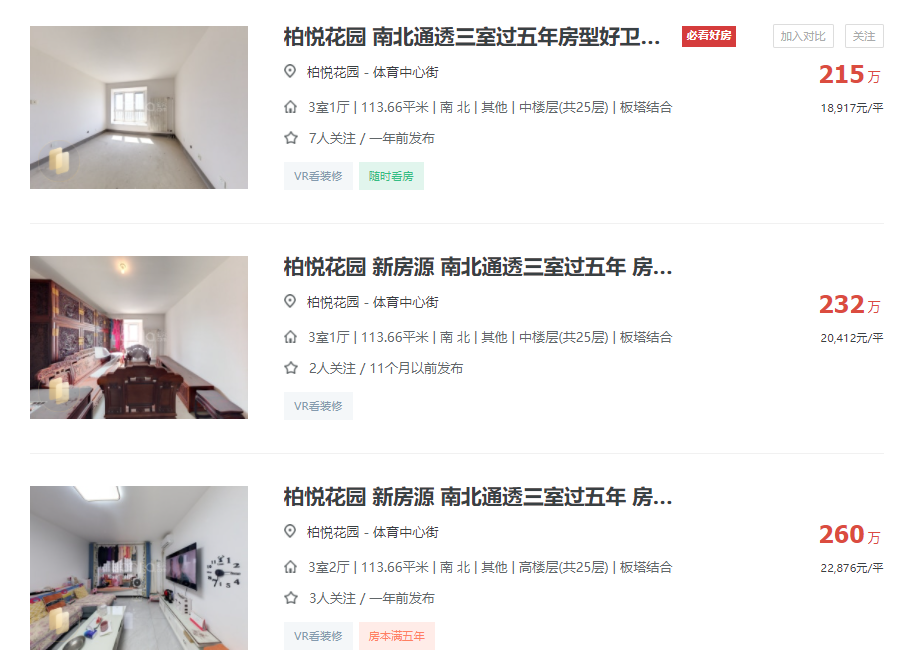 柏悦花园 南北通透三室过五年房型好卫... 必看好房 加入对比 关注
柏悦花园 - 体育中心街 215万
3室1厅 | 113.66平米 | 南 北 | 其他 | 中楼层(共25层) | 板塔结合 18,917元/平
7人关注 / 一年前发布
VR看装修 随时看房
柏悦花园 新房源 南北通透三室过五年 房...
柏悦花园 - 体育中心街 232万
3室1厅 | 113.66平米 | 南 北 | 其他 | 中楼层(共25层) | 板塔结合 20,412元/平
2人关注 / 11个月以前发布
VR看装修
柏悦花园 新房源 南北通透三室过五年 房...
柏悦花园 - 体育中心街 260万
3室2厅 | 113.66平米 | 南 北 | 其他 | 高楼层(共25层) | 板塔结合 22,876元/平
3人关注 / 一年前发布
VR看装修 房本满五年